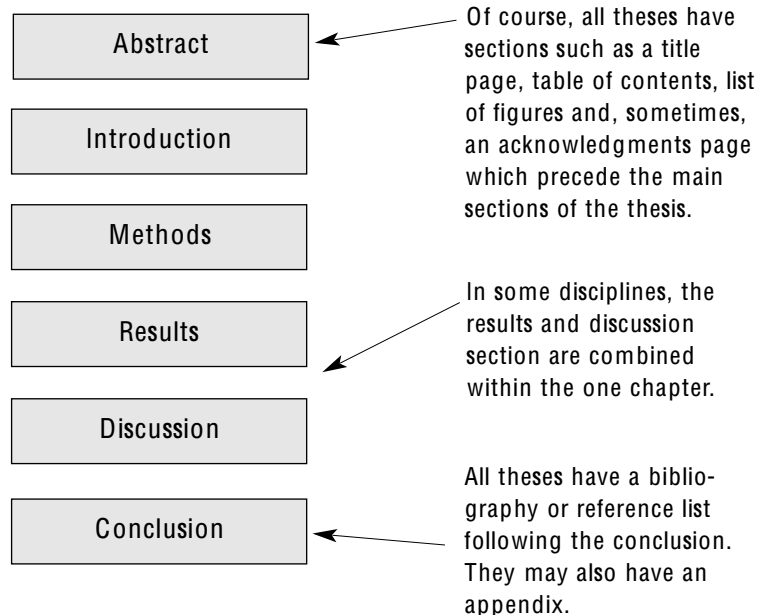 Abstract
Of course, all theses have
sections such as a title
page, table of contents, list
of figures and, sometimes,
an acknowledgments page
which precede the main
sections of the thesis.
Introduction
Methods
Results
In some disciplines, the
results and discussion
section are combined
within the one chapter.
Discussion
Conclusion
All theses have a biblio-
graphy or reference list
following the conclusion.
They may also have an
appendix.